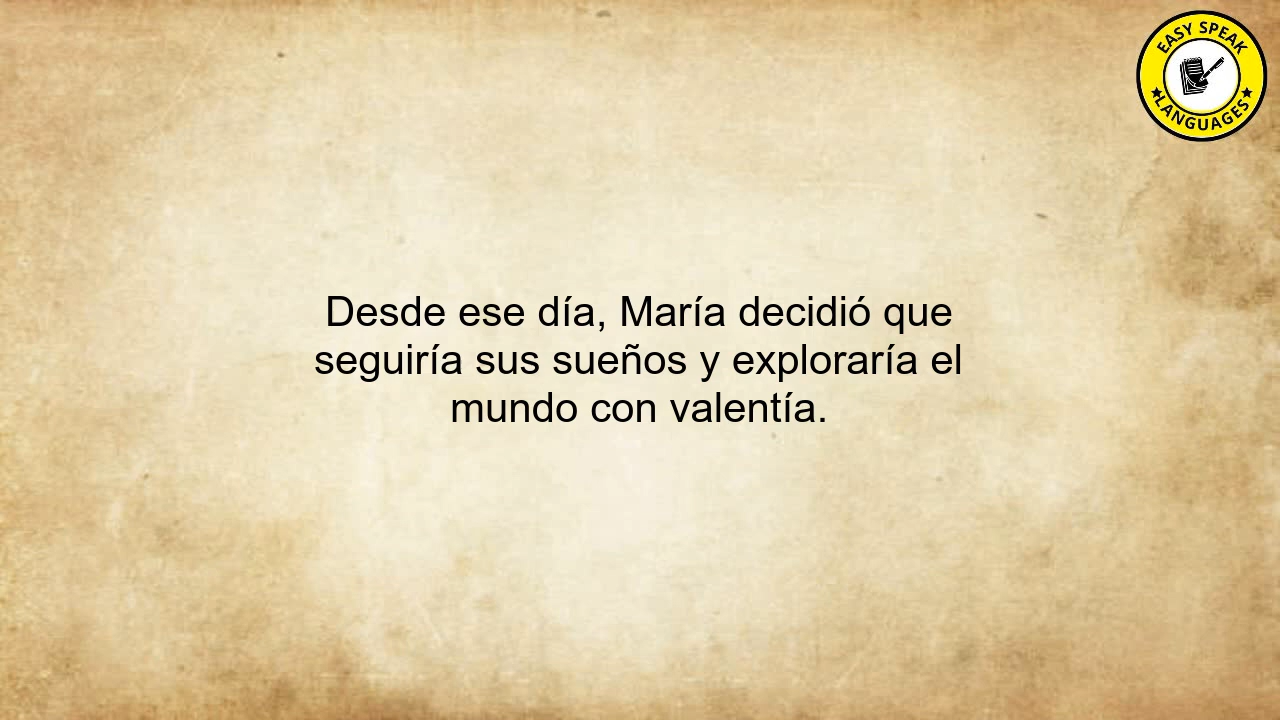 EASY SPEAK
LANGUAGES
Desde ese día, María decidió que
seguiría sus sueños y exploraría el
mundo con valentía.